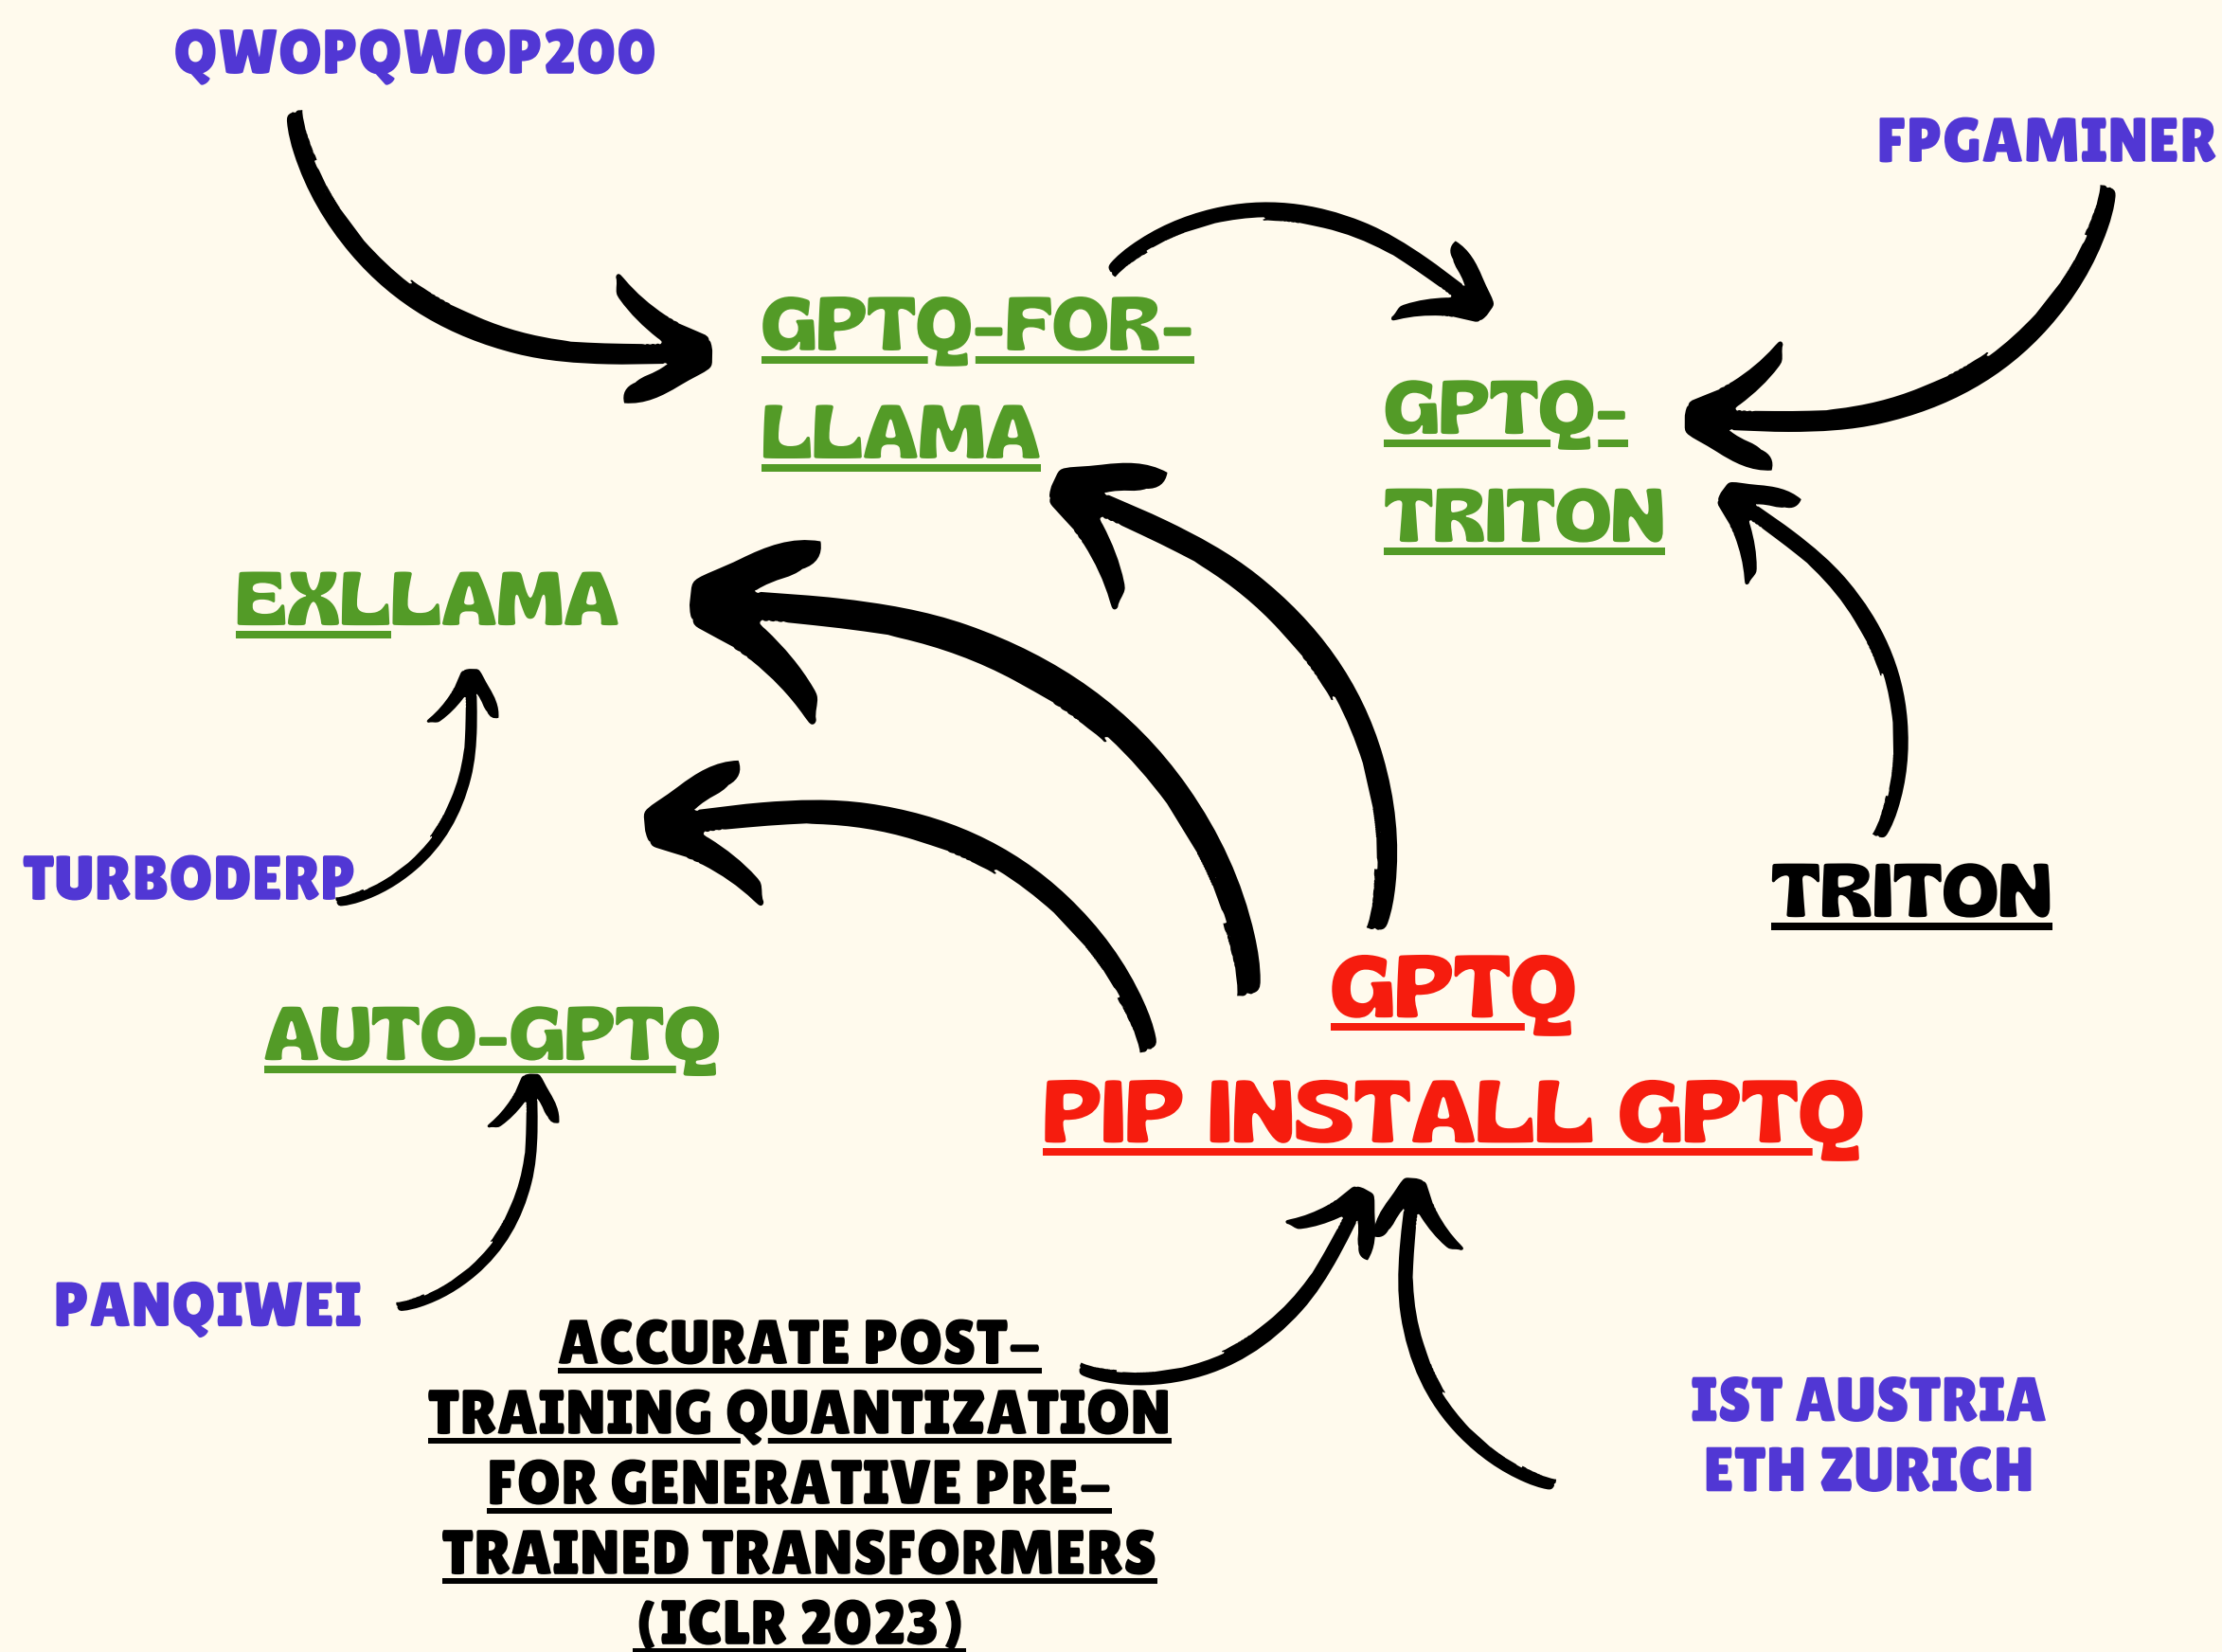 QWOPQWOP200
FPGAMINER
GPTQ-FOR-
LLAMA
GPTQ-
TRITON
EXLLAMA
TURBODERP
TRITON
GPTQ
AUTO-GPTQ
PIP INSTALL GPTQ
PANQIWEI
ACCURATE POST-
TRAINING QUANTIZATION
FOR GENERATIVE PRE-
TRAINED TRANSFORMERS
(ICLR 2023)
IST AUSTRIA
ETH ZURICH